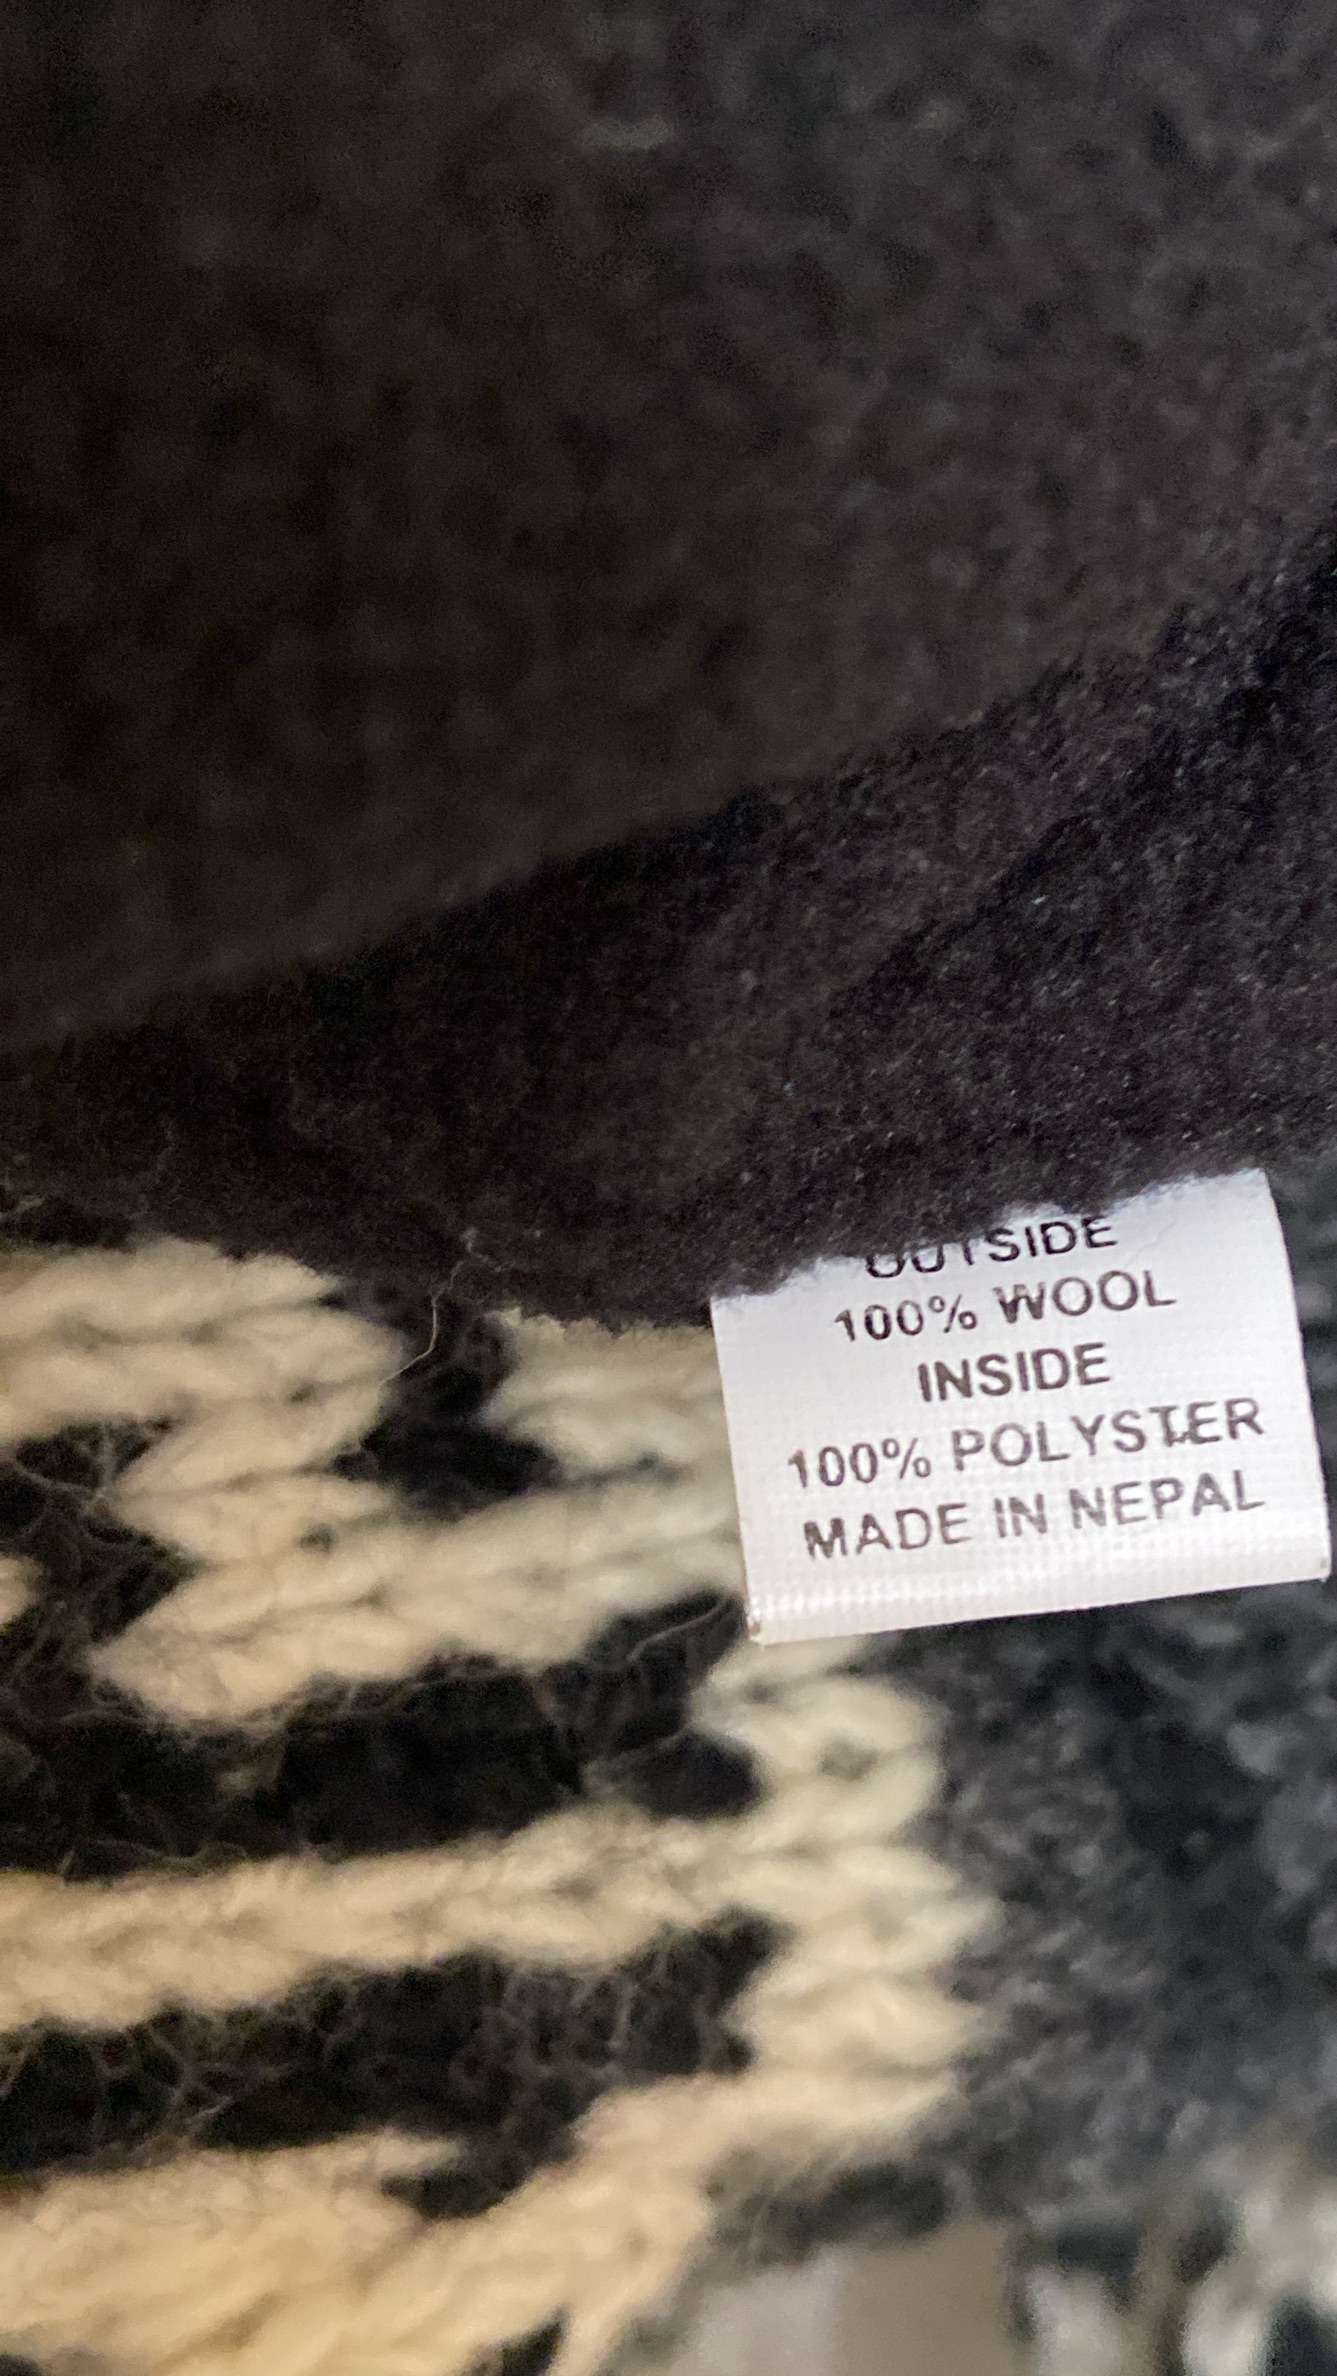 OUTSIDE
100% WOOL
INSIDE
100% POLYSTER
MADE IN NEPAL